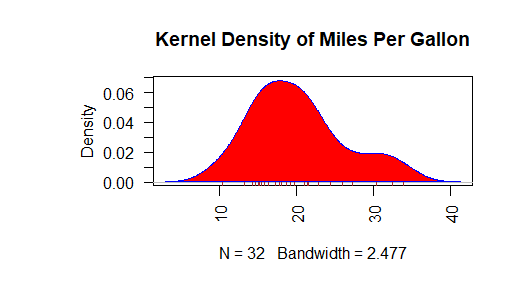 Kernel Density of Miles Per Gallon
Density
0.06
0.04
0.02
0.00
10
20
30
40
N = 32 Bandwidth = 2.477